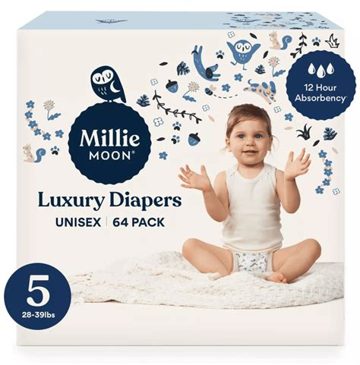 12 Hour
Absorbency
Millie
MOON®
Luxury Diapers
UNISEX | 64 PACK
5
28-39lbs